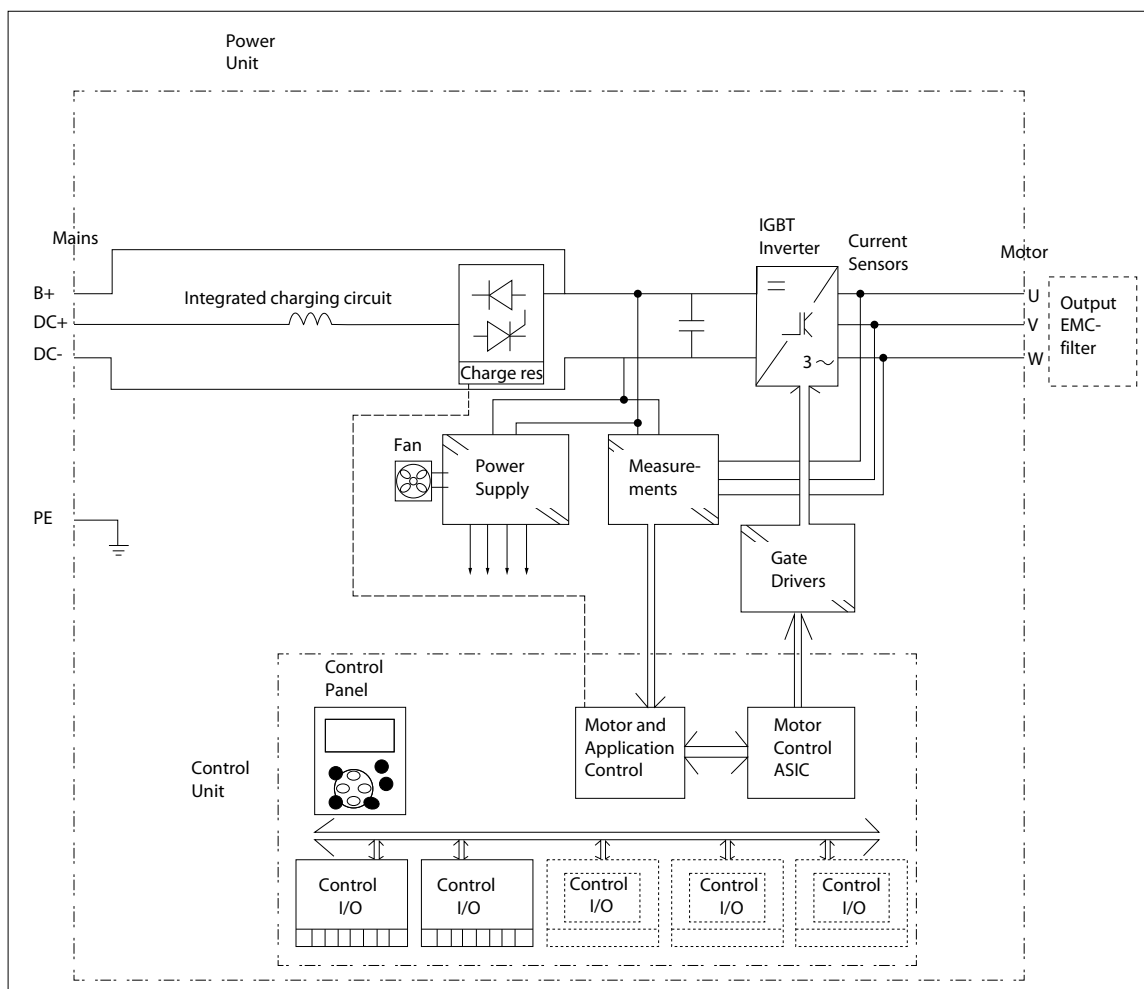 Power
Unit
Mains
IGBT
Inverter
Current
Sensors
Motor
B+
Integrated charging circuit
DC+
DC-
Charge res
3 ~
U
V
W
Output
EMC-
filter
Fan
Power
Supply
Measure-
ments
PE
Gate
Drivers
Control
Panel
Control
Unit
Motor and
Application
Control
Motor
Control
ASIC
Control
I/O
Control
I/O
Control
I/O
Control
I/O
Control
I/O